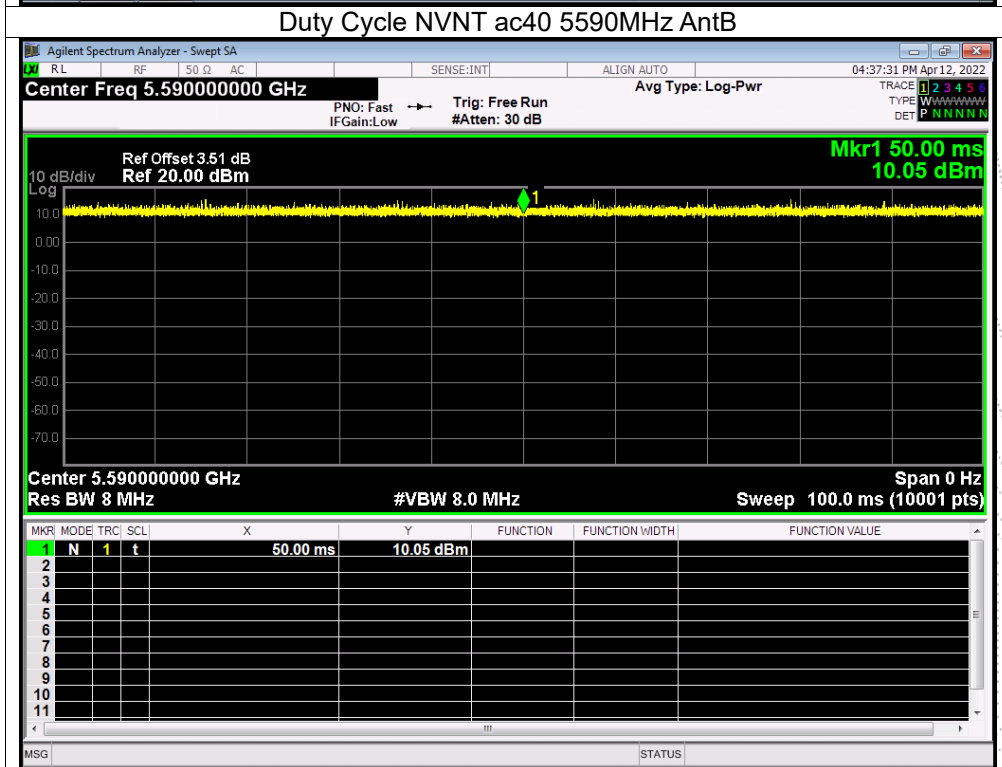 Duty Cycle NVNT ac40 5590MHz AntB
Agilent Spectrum Analyzer - Swept SA
LXI RL RF 50 Ω AC SENSE:INT ALIGN AUTO 04:37:31 PM Apr 12, 2022
Center Freq 5.590000000 GHz Avg Type: Log-Pwr TRACE 1 2 3 4 5 6
PNO: Fast Trig: Free Run TYPE WWWWWW
IFGain:Low #Atten: 30 dB DET P N N N N N
Mkr1 50.00 ms
Ref Offset 3.51 dB
10 dB/div Ref 20.00 dBm 10.05 dBm
Log
1
10.0
0.00
-10.0
-20.0
-30.0
-40.0
-50.0
-60.0
-70.0
Center 5.590000000 GHz Span 0 Hz
Res BW 8 MHz #VBW 8.0 MHz Sweep 100.0 ms (10001 pts)
MKR MODE TRC SCL X Y FUNCTION FUNCTION WIDTH FUNCTION VALUE
1 N 1 t 50.00 ms 10.05 dBm
2
3
4
5
6
7
8
9
10
11
MSG STATUS